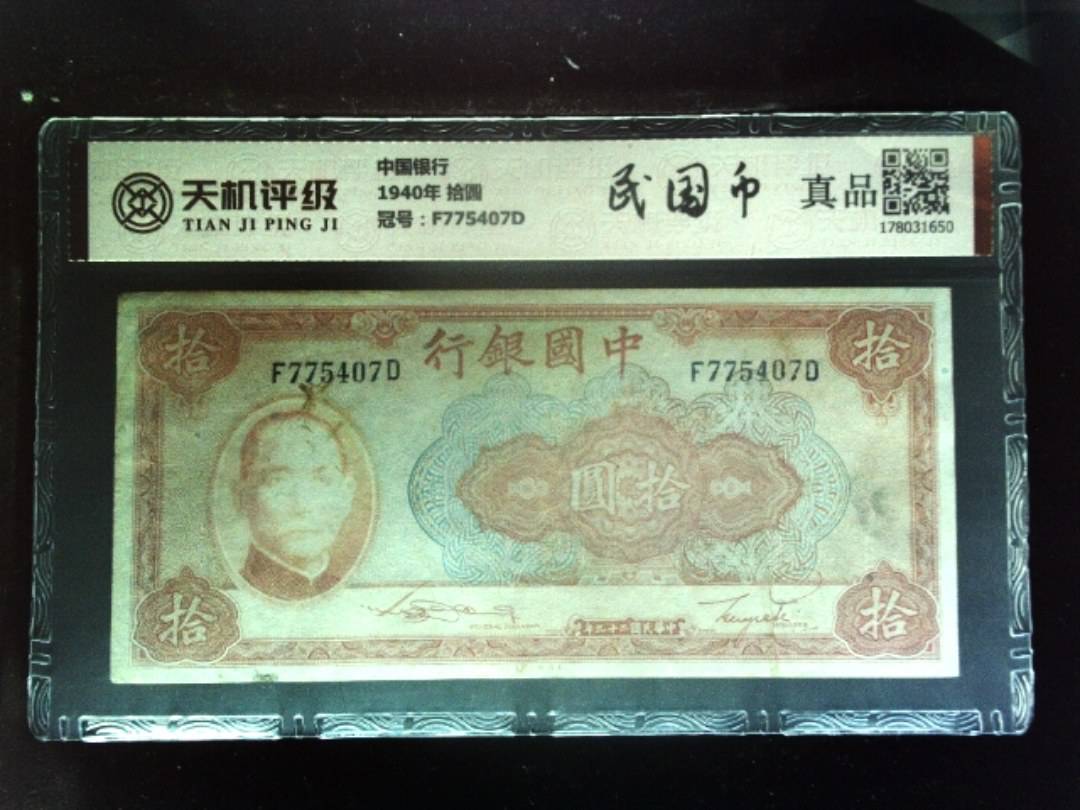 天机评级
TIAN JI PING JI
中国银行
1940年 拾圆
冠号：F775407D
民国币
真品
178031650
行銀國中
拾
拾
F775407D
F775407D
圓拾
拾
拾